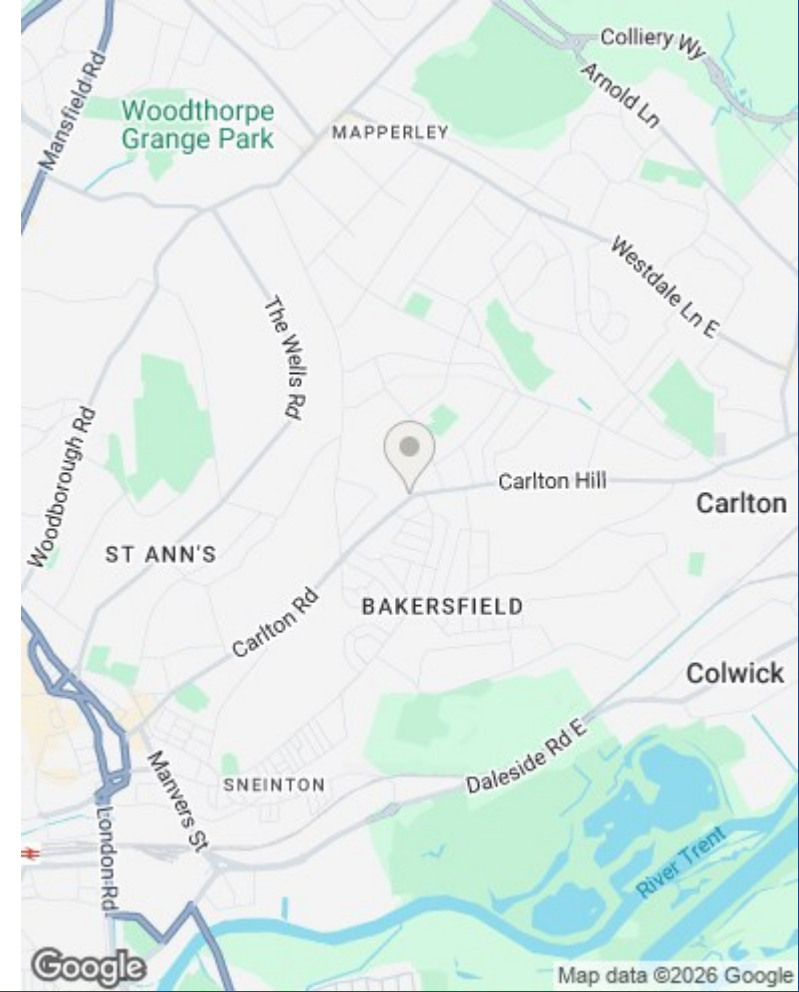 Colliery Wy
Mansfield Rd
Arnold Ln
Woodthorpe
Grange Park
MAPPERLEY
Westdale Ln E
The Wells Rd
Woodborough Rd
Carlton Hill
Carlton
ST ANN'S
Carlton Rd
BAKERSFIELD
Colwick
Daleside Rd E
Manvers St
SNEINTON
London Rd
River Trent
Google
Map data ©2026 Google